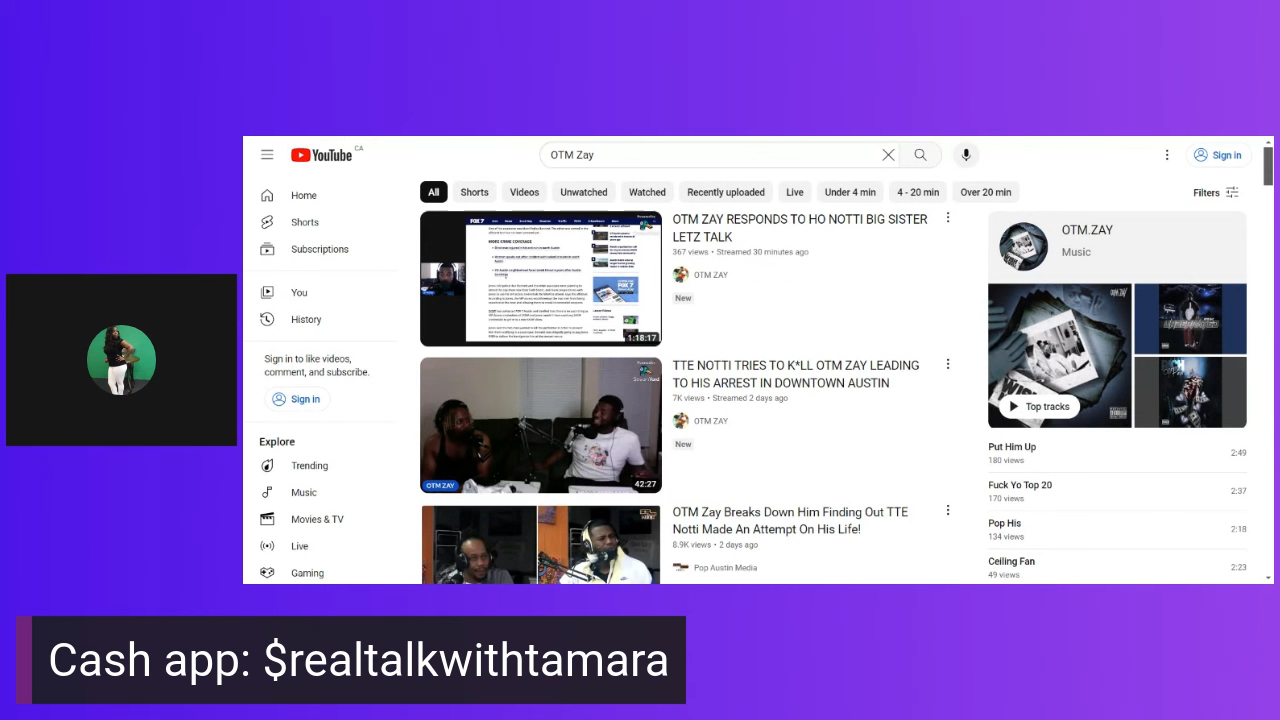 YouTube CA
OTM Zay
Sign in
Home
Shorts
Subscriptions
You
History
Sign in to like videos,
comment, and subscribe.
Sign in
Explore
Trending
Music
Movies & TV
Live
Gaming
All
Shorts
Videos
Unwatched
Watched
Recently uploaded
Live
Under 4 min
4 - 20 min
Over 20 min
Filters
FOX 7
1:18:17
OTM ZAY RESPONDS TO HO NOTTI BIG SISTER
LETZ TALK
367 views • Streamed 30 minutes ago
OTM ZAY
New
OTM ZAY
42:27
TTE NOTTI TRIES TO K*LL OTM ZAY LEADING
TO HIS ARREST IN DOWNTOWN AUSTIN
7K views • Streamed 2 days ago
OTM ZAY
New
OTM Zay Breaks Down Him Finding Out TTE
Notti Made An Attempt On His Life!
8.9K views • 2 days ago
Pop Austin Media
OTM.ZAY
Music
Top tracks
Put Him Up
180 views
2:49
Fuck Yo Top 20
170 views
2:37
Pop His
134 views
2:18
Ceiling Fan
49 views
2:23
Cash app: $realtalkwithtamara